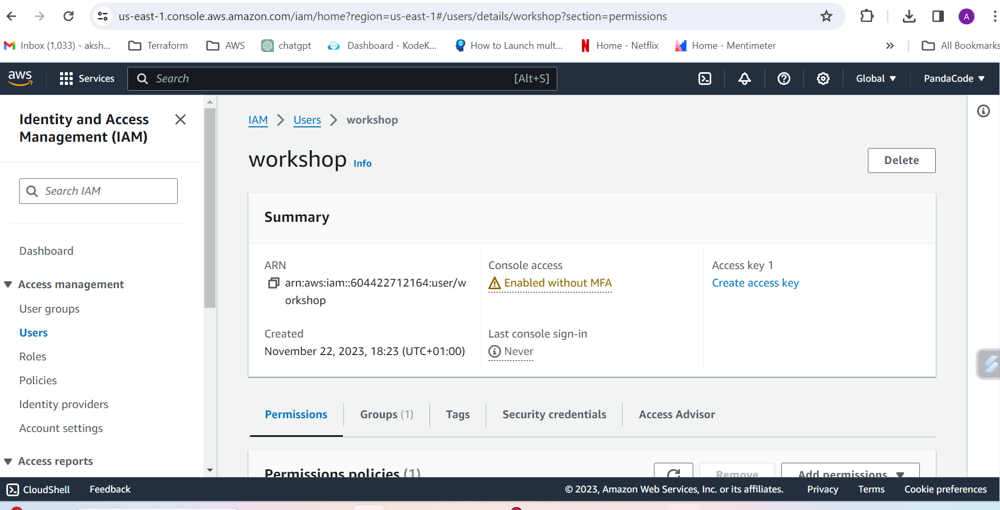 us-east-1.console.aws.amazon.com/iam/home?region=us-east-1#/users/details/workshop?section=permissions
A
Inbox (1,033) - aksh...
Terraform
AWS
chatgpt
Dashboard - KodeK...
How to Launch mult...
Home - Netflix
Home - Mentimeter
»
All Bookmarks
aws
Services
Search
[Alt+S]
Global
PandaCode
Identity and Access
Management (IAM)
Search IAM
Dashboard
Access management
User groups
Users
Roles
Policies
Identity providers
Account settings
Access reports
IAM
Users
workshop
workshop
Info
Delete
Summary
ARN
arn:aws:iam::604422712164:user/w
orkshop
Created
November 22, 2023, 18:23 (UTC+01:00)
Console access
Enabled without MFA
Last console sign-in
Never
Access key 1
Create access key
Permissions
Groups (1)
Tags
Security credentials
Access Advisor
Permissions policies (1)
Remove
Add permissions
CloudShell
Feedback
© 2023, Amazon Web Services, Inc. or its affiliates.
Privacy
Terms
Cookie preferences